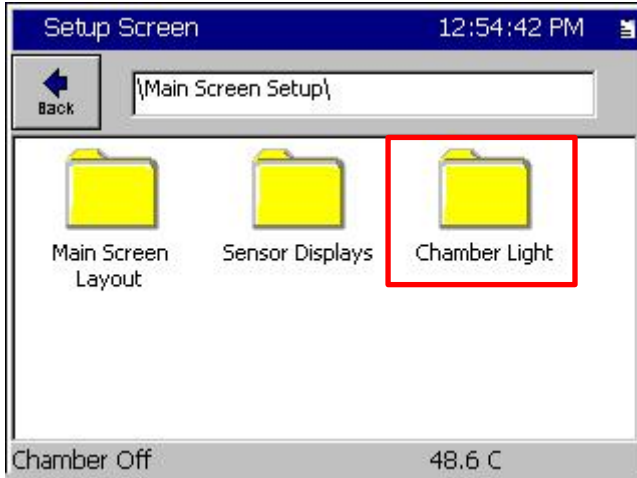 Setup Screen 12:54:42 PM
Back
\Main Screen Setup\
Main Screen Layout
Sensor Displays
Chamber Light
Chamber Off 48.6 C